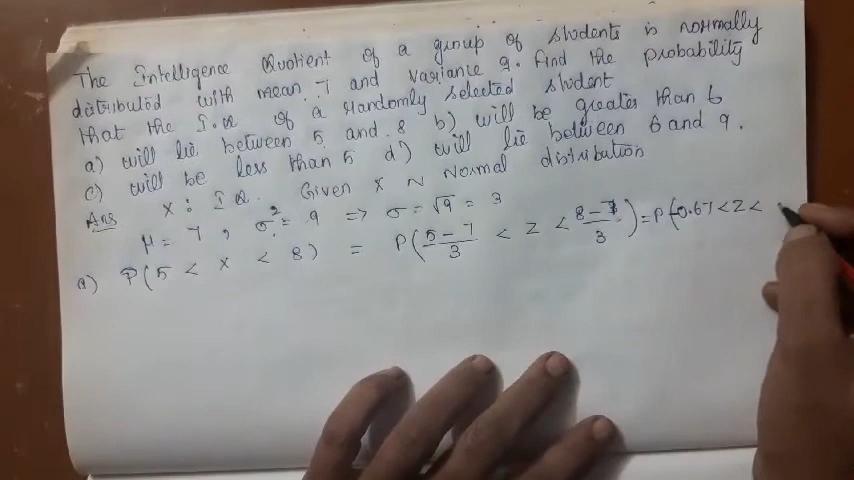 The Intelligence Quotient of a group of students is normally
distributed with mean 7 and variance 9. Find the probability
that the I.Q of a randomly selected student
a) will lie between 5 and 8 b) will be greater than 6
c) will be less than 5 d) will lie between 6 and 9.
Ans X : I.Q. Given X ~ Normal distribution
μ = 7, σ² = 9 => σ = √9 = 3
a) P(5 < X < 8) = P(5-7/3 < Z < 8-7/3) = P(-0.67 < Z <